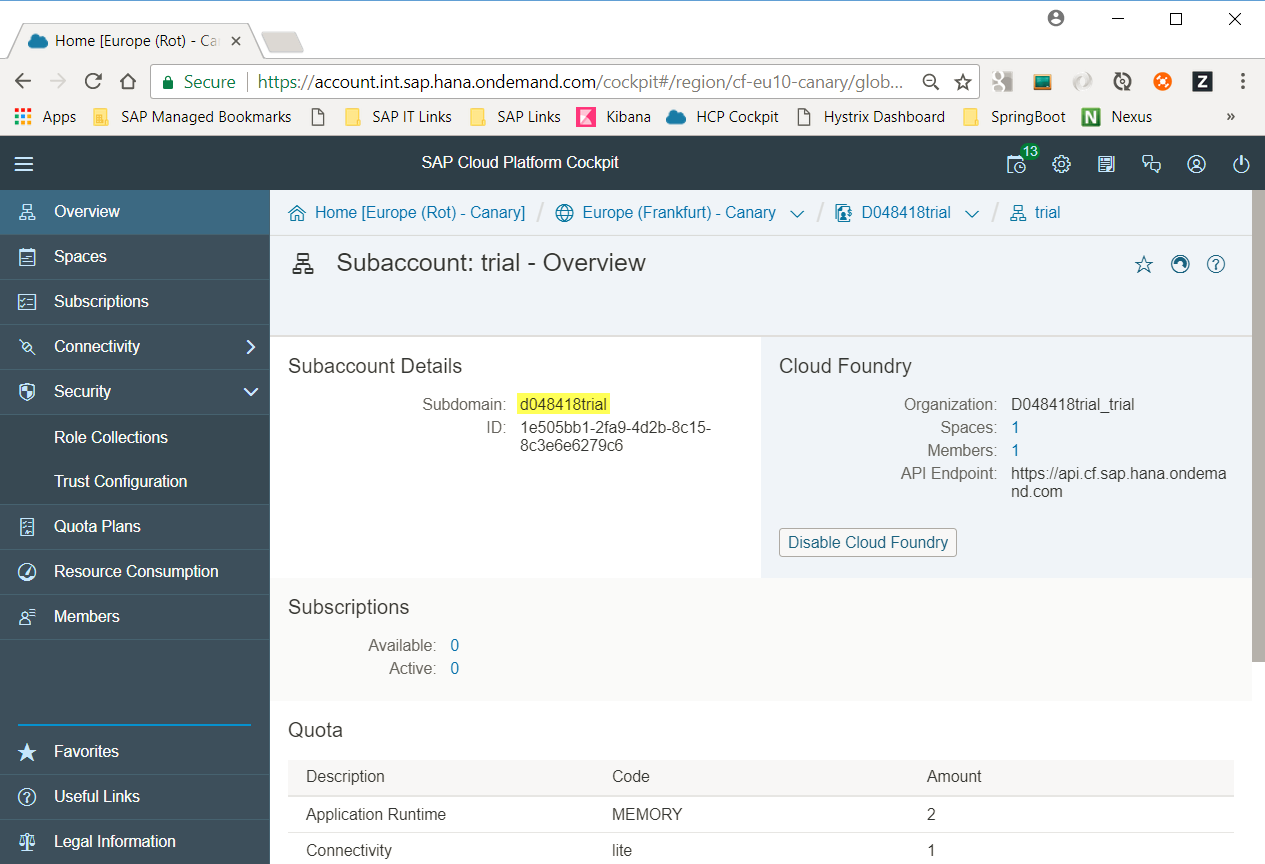 Home [Europe (Rot) - Ca
Secure
https://account.int.sap.hana.ondemand.com/cockpit#/region/cf-eu10-canary/glob...
Z
Apps
SAP Managed Bookmarks
SAP IT Links
SAP Links
K
Kibana
HCP Cockpit
Hystrix Dashboard
SpringBoot
N
Nexus
»
SAP Cloud Platform Cockpit
13
Overview
Spaces
Subscriptions
Connectivity
Security
Role Collections
Trust Configuration
Quota Plans
Resource Consumption
Members
Favorites
Useful Links
Legal Information
Home [Europe (Rot) - Canary] / Europe (Frankfurt) - Canary / D048418trial / trial
Subaccount: trial - Overview
Subaccount Details
Subdomain: d048418trial
ID: 1e505bb1-2fa9-4d2b-8c15-
8c3e6e6279c6
Cloud Foundry
Organization: D048418trial_trial
Spaces: 1
Members: 1
API Endpoint: https://api.cf.sap.hana.ondema
nd.com
Disable Cloud Foundry
Subscriptions
Available: 0
Active: 0
Quota
Description Code Amount
Application Runtime MEMORY 2
Connectivity lite 1